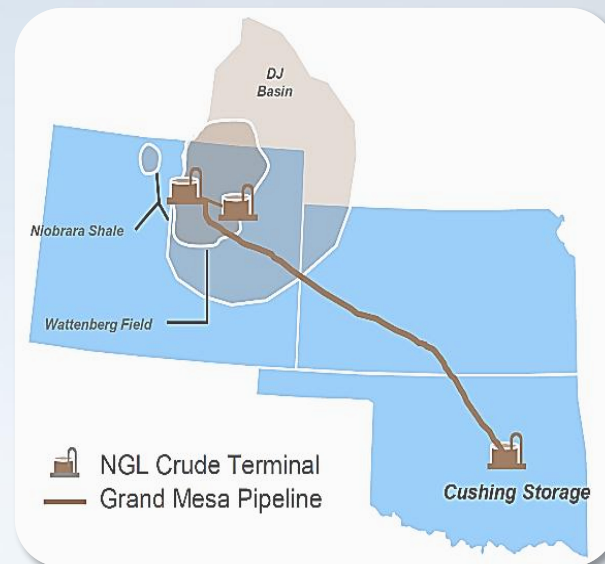 DJ
Basin
Niobrara Shale
Wattenberg Field
NGL Crude Terminal
Grand Mesa Pipeline
Cushing Storage